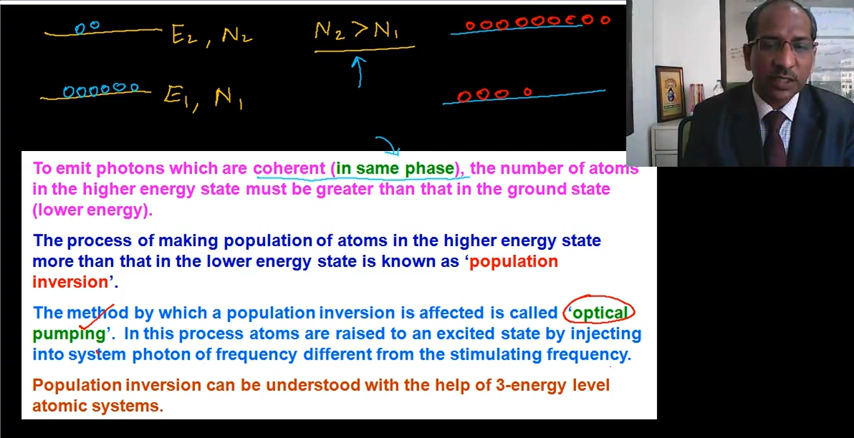 E₂, N₂ N₂ > N₁
E₁, N₁
To emit photons which are coherent (in same phase), the number of atoms
in the higher energy state must be greater than that in the ground state
(lower energy).
The process of making population of atoms in the higher energy state
more than that in the lower energy state is known as ‘population
inversion’.
The method by which a population inversion is affected is called ‘optical
pumping’. In this process atoms are raised to an excited state by injecting
into system photon of frequency different from the stimulating frequency.
Population inversion can be understood with the help of 3-energy level
atomic systems.